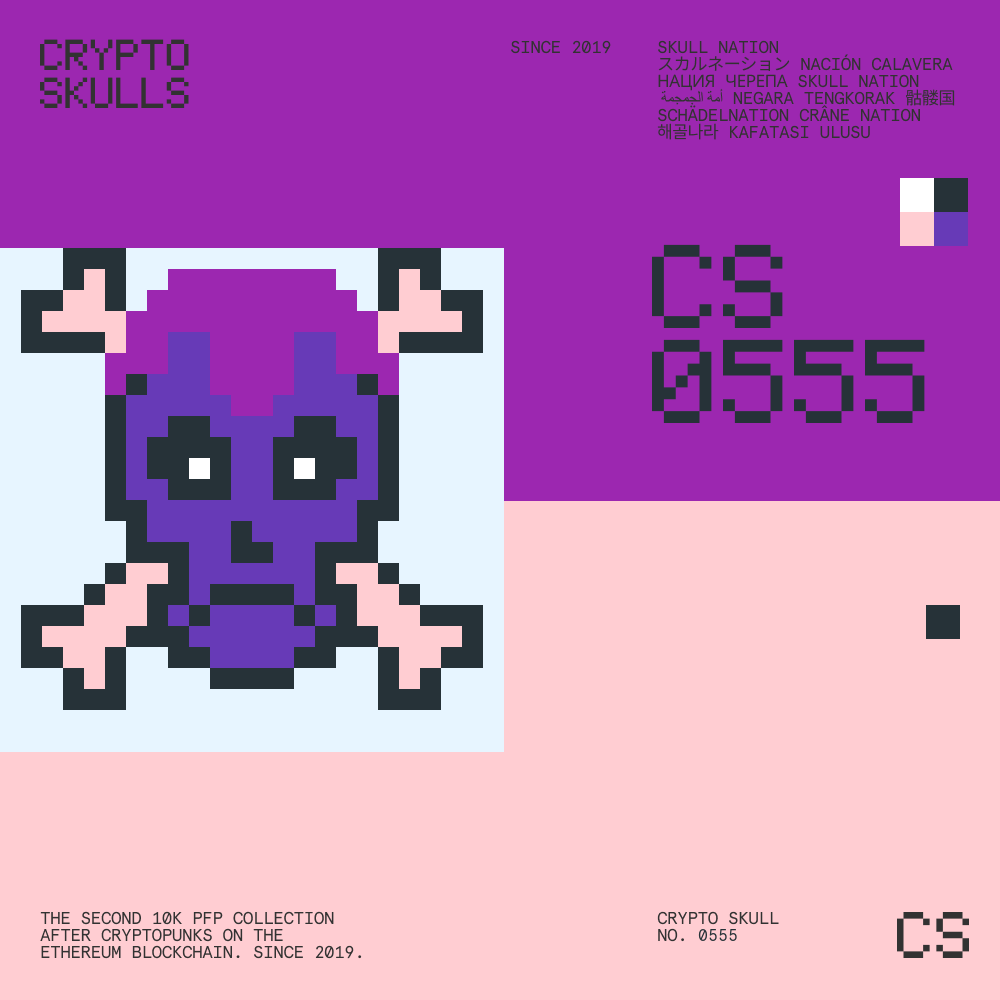 CRYPTO
SKULLS
SINCE 2019
SKULL NATION
スカルネーション NACIÓN CALAVERA
НАЦИЯ ЧЕРЕПА SKULL NATION
أمة الجمجمة NEGARA TENGKORAK 骷髅国
SCHÄDELNATION CRÂNE NATION
해골나라 KAFATASI ULUSU
CS
0555
THE SECOND 10K PFP COLLECTION
AFTER CRYPTOPUNKS ON THE
ETHEREUM BLOCKCHAIN. SINCE 2019.
CRYPTO SKULL
NO. 0555
CS